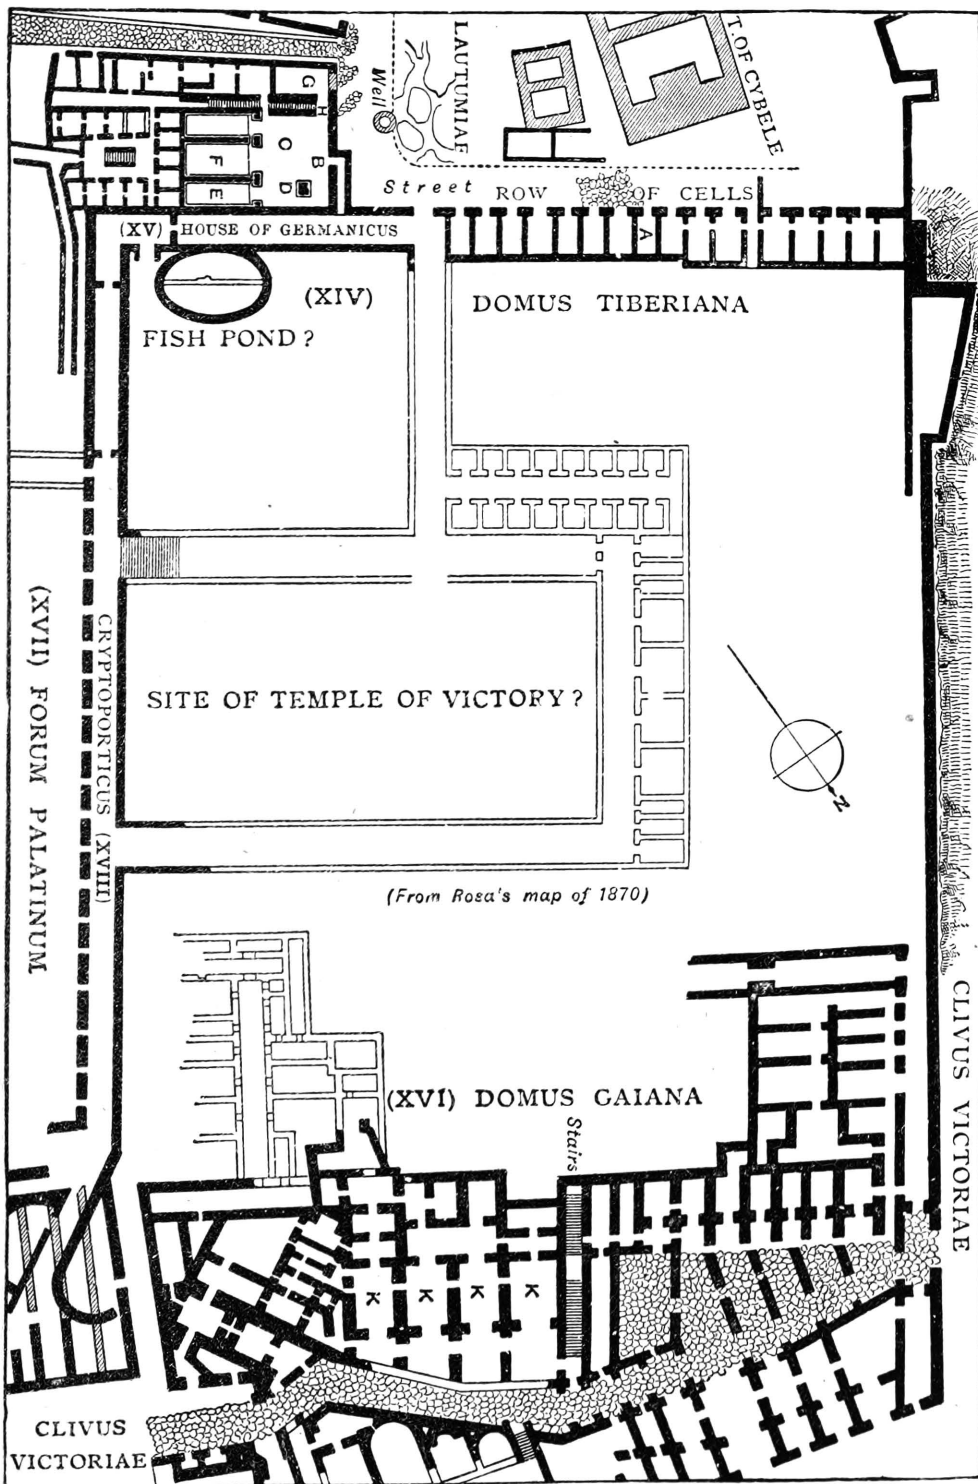 LAUTUMIAE
Well
T. OF CYBELE
G
H
C
B
F
D
E
Street ROW OF CELLS
(XV) HOUSE OF GERMANICUS
A
(XIV)
DOMUS TIBERIANA
FISH POND ?
(XVII) FORUM PALATINUM
CRYPTOPORTICUS (XVIII)
SITE OF TEMPLE OF VICTORY ?
N
(From Rosa's map of 1870)
CLIVUS VICTORIAE
(XVI) DOMUS GAIANA
Stairs
K K K K
CLIVUS
VICTORIAE